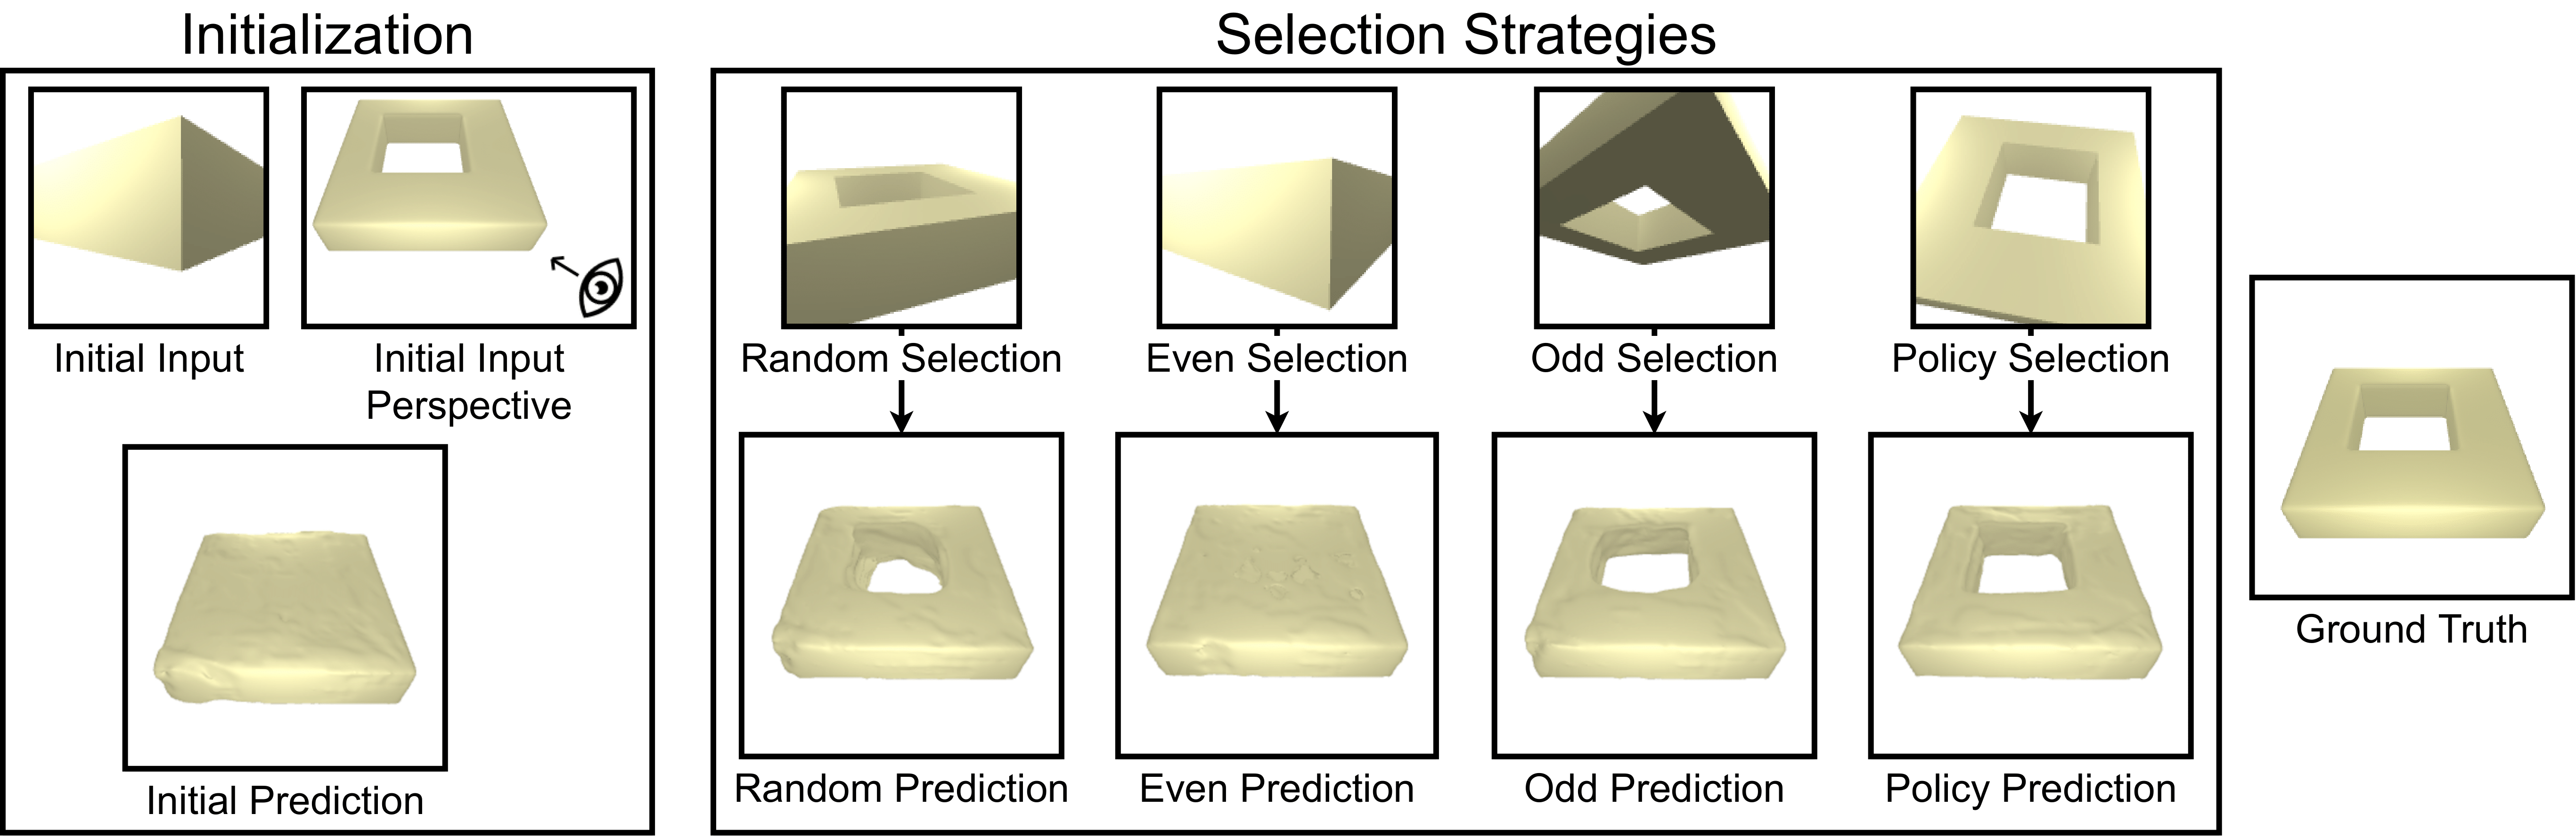 Initialization
Initial Input
Initial Input
Perspective
Initial Prediction
Selection Strategies
Random Selection
Even Selection
Odd Selection
Policy Selection
Random Prediction
Even Prediction
Odd Prediction
Policy Prediction
Ground Truth